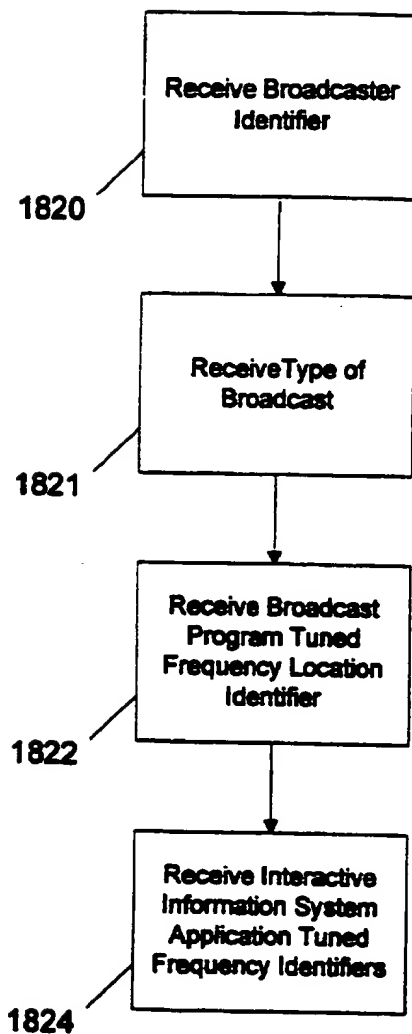 Receive Broadcaster
Identifier
1820
ReceiveType of
Broadcast
1821
Receive Broadcast
Program Tuned
Frequency Location
Identifier
1822
Receive Interactive
Information System
Application Tuned
Frequency Identifiers
1824